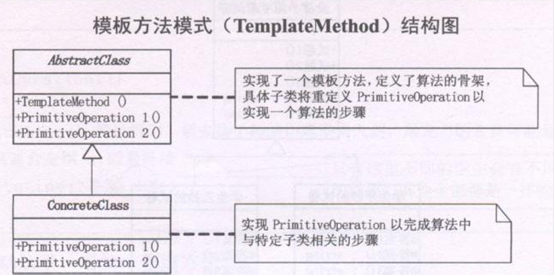 模板方法模式（TemplateMethod）结构图
AbstractClass
+TemplateMethod ()
+PrimitiveOperation 1()
+PrimitiveOperation 2()
实现了一个模板方法，定义了算法的骨架，
具体子类将重定义 PrimitiveOperation 以
实现一个算法的步骤
ConcreteClass
+PrimitiveOperation 1()
+PrimitiveOperation 2()
实现 PrimitiveOperation 以完成算法中
与特定子类相关的步骤